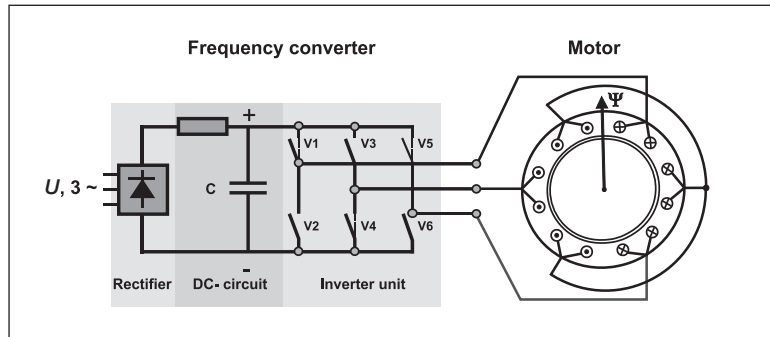 Frequency converter
Motor
+
Ψ
V1
V3
V5
U, 3 ~
C
V2
V4
V6
-
Rectifier
DC- circuit
Inverter unit